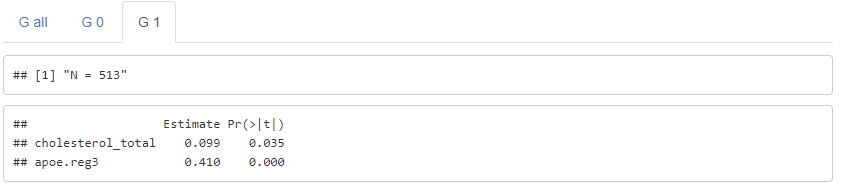 G all G 0 G 1
## [1] "N = 513"
## Estimate Pr(>|t|)
## cholesterol_total 0.099 0.035
## apoe.reg3 0.410 0.000